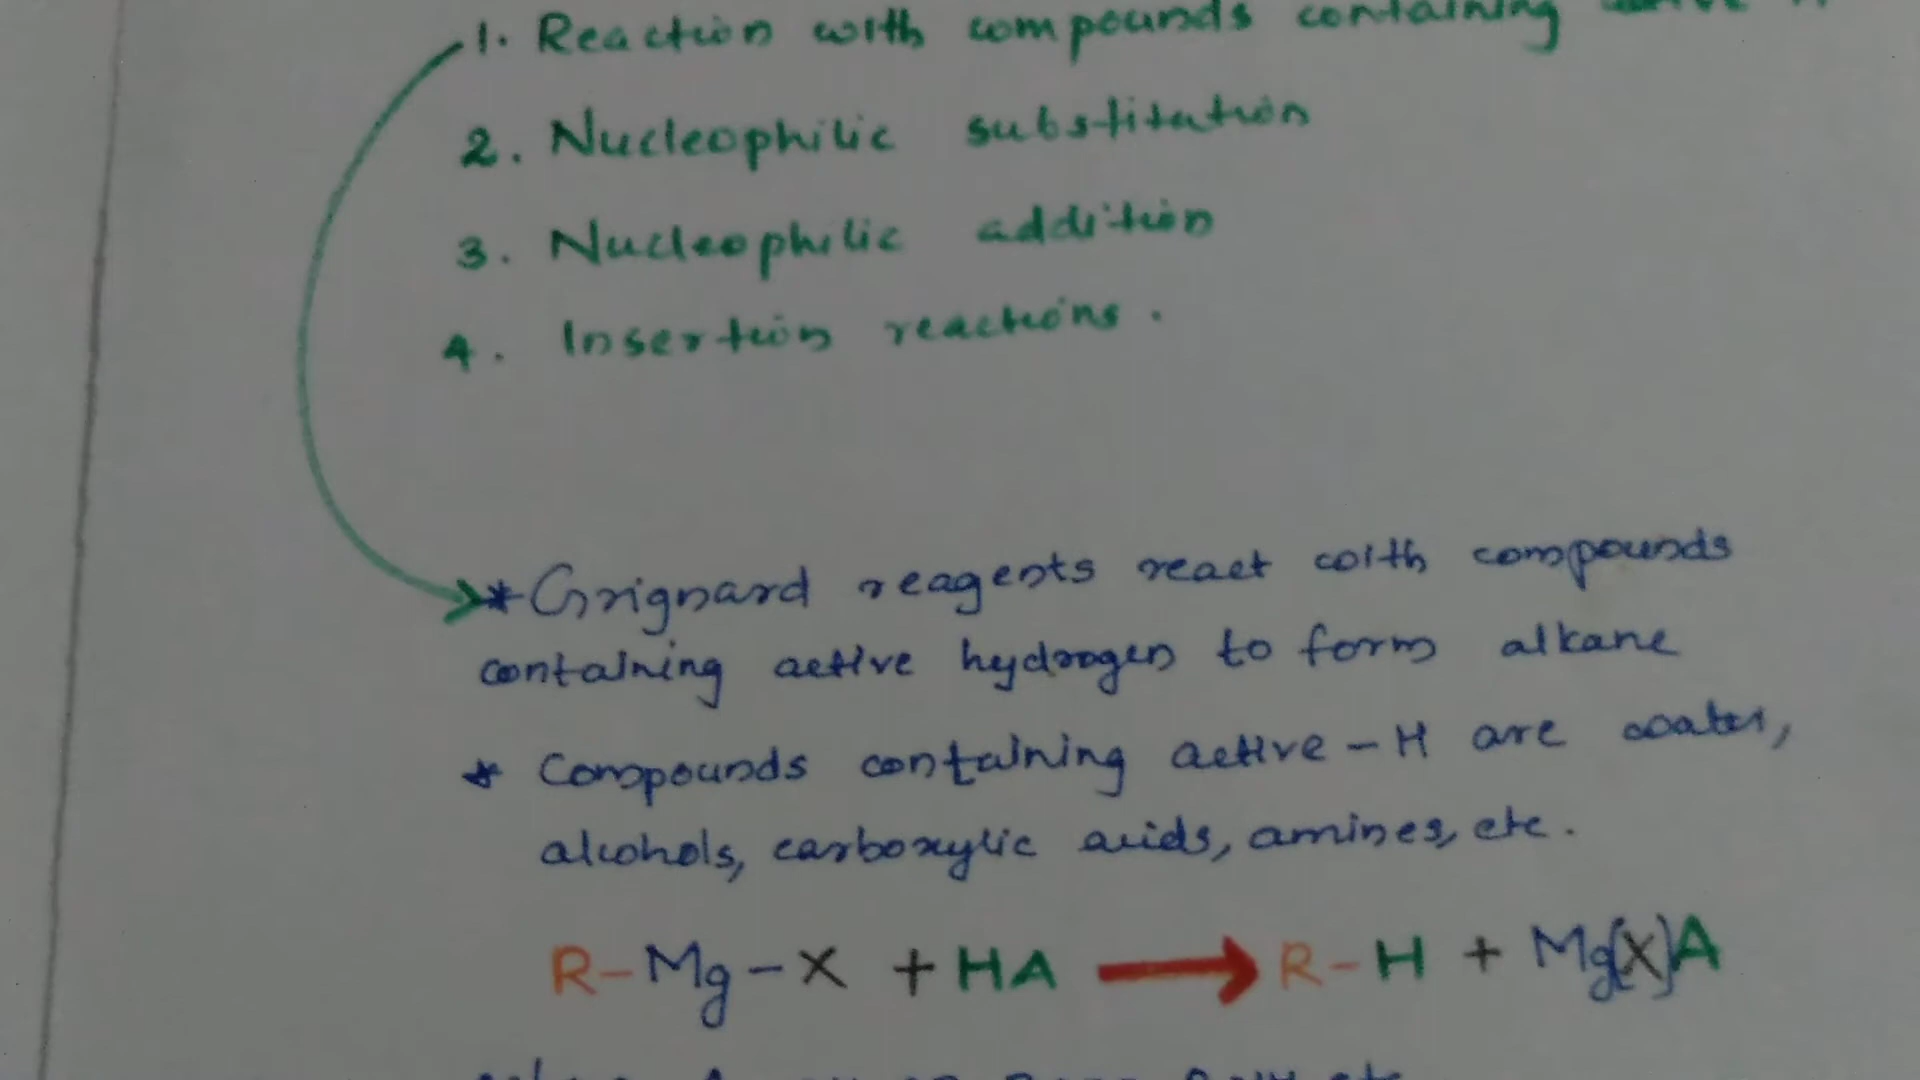 1. Reaction with compounds containing
2. Nucleophilic substitution
3. Nucleophilic addition
4. Insertion reactions.
* Grignard reagents react with compounds
containing active hydrogen to form alkane
* Compounds containing active - H are water,
alcohols, carboxylic acids, amines, etc.
R-Mg-X + HA → R-H + Mg(X)A